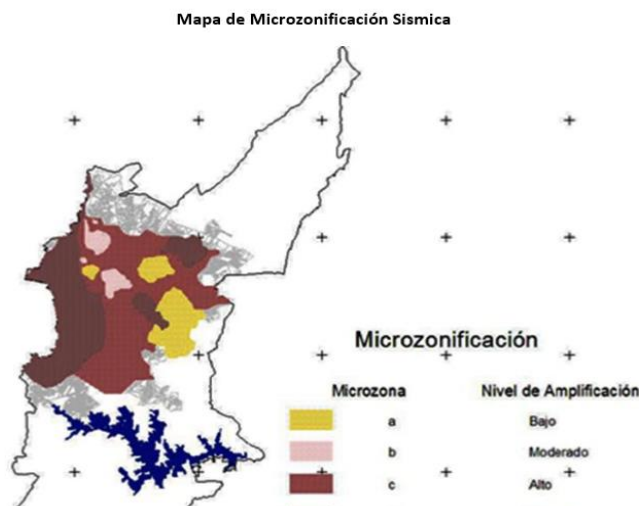 Mapa de Microzonificación Sismica
Microzonificación
Microzona Nivel de Amplificación
a Bajo
b Moderado
c Alto